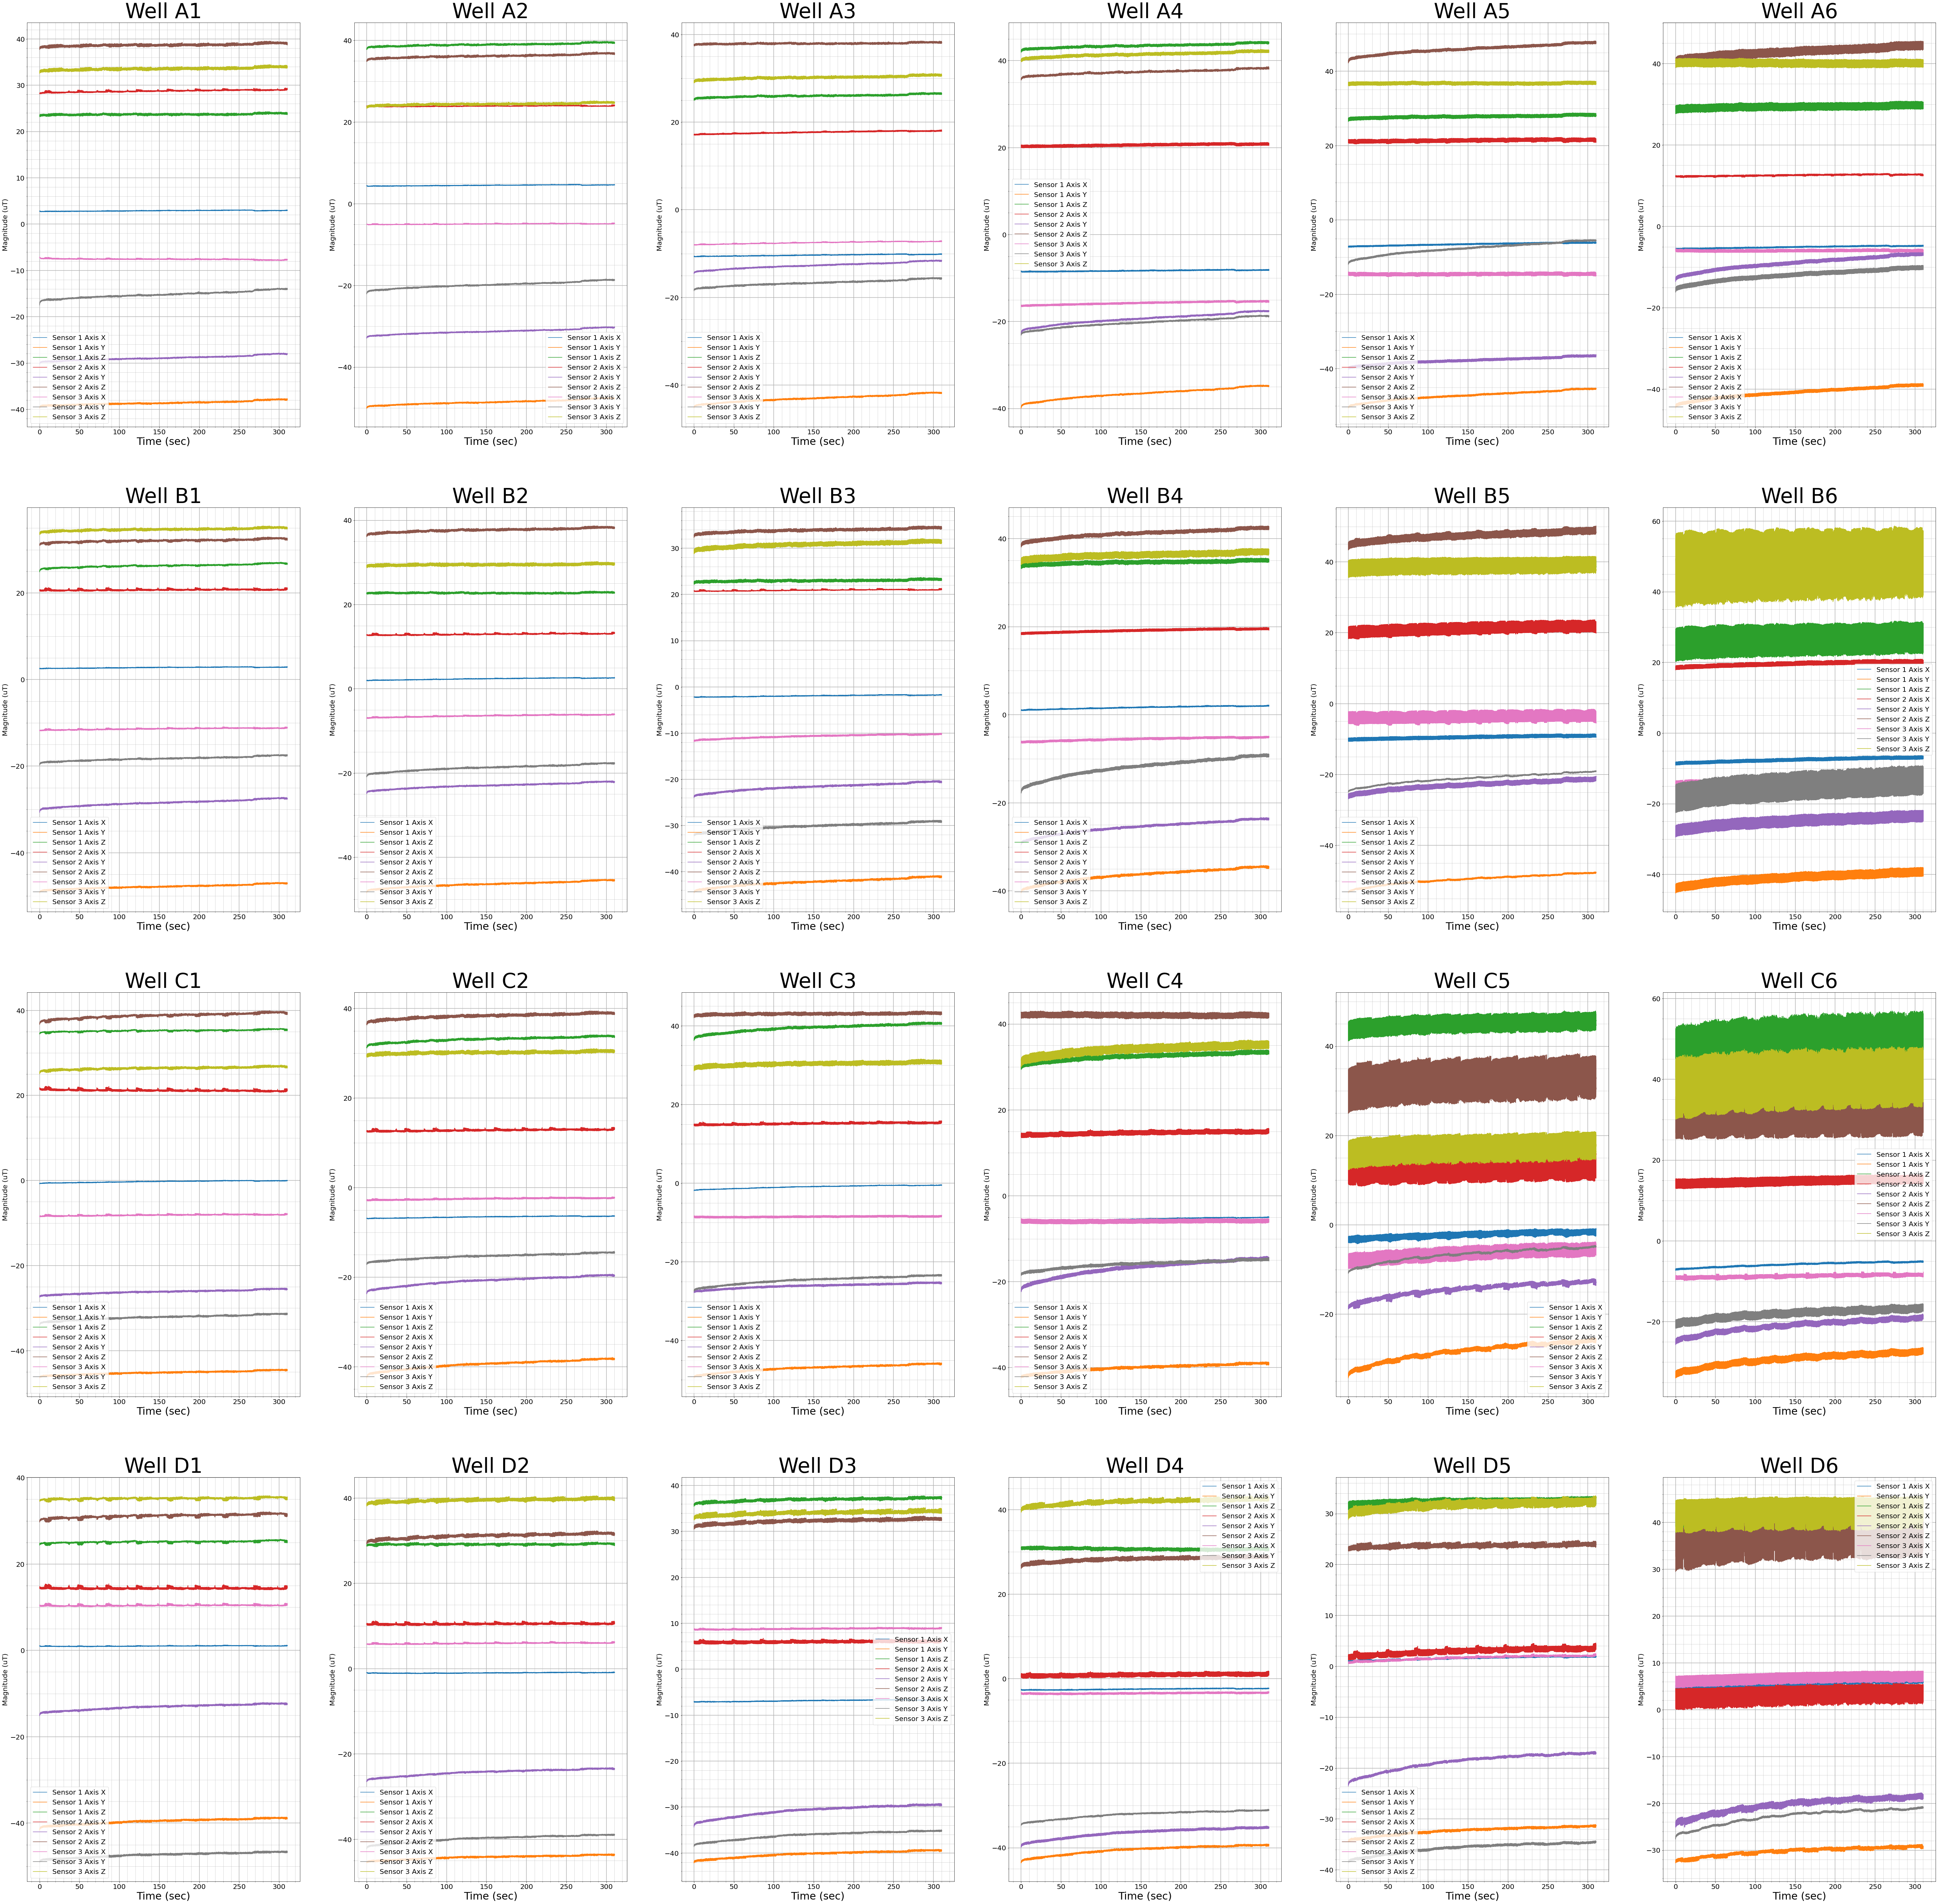 Well A1
Magnitude (uT)
40
30
20
10
0
−10
−20
−30
−40
Sensor 1 Axis X
Sensor 1 Axis Y
Sensor 1 Axis Z
Sensor 2 Axis X
Sensor 2 Axis Y
Sensor 2 Axis Z
Sensor 3 Axis X
Sensor 3 Axis Y
Sensor 3 Axis Z
0 50 100 150 200 250 300
Time (sec)
Well A2
Magnitude (uT)
40
20
0
−20
−40
Sensor 1 Axis X
Sensor 1 Axis Y
Sensor 1 Axis Z
Sensor 2 Axis X
Sensor 2 Axis Y
Sensor 2 Axis Z
Sensor 3 Axis X
Sensor 3 Axis Y
Sensor 3 Axis Z
0 50 100 150 200 250 300
Time (sec)
Well A3
Magnitude (uT)
40
20
0
−20
−40
Sensor 1 Axis X
Sensor 1 Axis Y
Sensor 1 Axis Z
Sensor 2 Axis X
Sensor 2 Axis Y
Sensor 2 Axis Z
Sensor 3 Axis X
Sensor 3 Axis Y
Sensor 3 Axis Z
0 50 100 150 200 250 300
Time (sec)
Well A4
Magnitude (uT)
40
20
0
−20
−40
Sensor 1 Axis X
Sensor 1 Axis Y
Sensor 1 Axis Z
Sensor 2 Axis X
Sensor 2 Axis Y
Sensor 2 Axis Z
Sensor 3 Axis X
Sensor 3 Axis Y
Sensor 3 Axis Z
0 50 100 150 200 250 300
Time (sec)
Well A5
Magnitude (uT)
40
20
0
−20
−40
Sensor 1 Axis X
Sensor 1 Axis Y
Sensor 1 Axis Z
Sensor 2 Axis X
Sensor 2 Axis Y
Sensor 2 Axis Z
Sensor 3 Axis X
Sensor 3 Axis Y
Sensor 3 Axis Z
0 50 100 150 200 250 300
Time (sec)
Well A6
Magnitude (uT)
40
20
0
−20
−40
Sensor 1 Axis X
Sensor 1 Axis Y
Sensor 1 Axis Z
Sensor 2 Axis X
Sensor 2 Axis Y
Sensor 2 Axis Z
Sensor 3 Axis X
Sensor 3 Axis Y
Sensor 3 Axis Z
0 50 100 150 200 250 300
Time (sec)
Well B1
Magnitude (uT)
20
0
−20
−40
Sensor 1 Axis X
Sensor 1 Axis Y
Sensor 1 Axis Z
Sensor 2 Axis X
Sensor 2 Axis Y
Sensor 2 Axis Z
Sensor 3 Axis X
Sensor 3 Axis Y
Sensor 3 Axis Z
0 50 100 150 200 250 300
Time (sec)
Well B2
Magnitude (uT)
40
20
0
−20
−40
Sensor 1 Axis X
Sensor 1 Axis Y
Sensor 1 Axis Z
Sensor 2 Axis X
Sensor 2 Axis Y
Sensor 2 Axis Z
Sensor 3 Axis X
Sensor 3 Axis Y
Sensor 3 Axis Z
0 50 100 150 200 250 300
Time (sec)
Well B3
Magnitude (uT)
30
20
10
0
−10
−20
−30
−40
Sensor 1 Axis X
Sensor 1 Axis Y
Sensor 1 Axis Z
Sensor 2 Axis X
Sensor 2 Axis Y
Sensor 2 Axis Z
Sensor 3 Axis X
Sensor 3 Axis Y
Sensor 3 Axis Z
0 50 100 150 200 250 300
Time (sec)
Well B4
Magnitude (uT)
40
20
0
−20
−40
Sensor 1 Axis X
Sensor 1 Axis Y
Sensor 1 Axis Z
Sensor 2 Axis X
Sensor 2 Axis Y
Sensor 2 Axis Z
Sensor 3 Axis X
Sensor 3 Axis Y
Sensor 3 Axis Z
0 50 100 150 200 250 300
Time (sec)
Well B5
Magnitude (uT)
40
20
0
−20
−40
Sensor 1 Axis X
Sensor 1 Axis Y
Sensor 1 Axis Z
Sensor 2 Axis X
Sensor 2 Axis Y
Sensor 2 Axis Z
Sensor 3 Axis X
Sensor 3 Axis Y
Sensor 3 Axis Z
0 50 100 150 200 250 300
Time (sec)
Well B6
Magnitude (uT)
60
40
20
0
−20
−40
Sensor 1 Axis X
Sensor 1 Axis Y
Sensor 1 Axis Z
Sensor 2 Axis X
Sensor 2 Axis Y
Sensor 2 Axis Z
Sensor 3 Axis X
Sensor 3 Axis Y
Sensor 3 Axis Z
0 50 100 150 200 250 300
Time (sec)
Well C1
Magnitude (uT)
40
20
0
−20
−40
Sensor 1 Axis X
Sensor 1 Axis Y
Sensor 1 Axis Z
Sensor 2 Axis X
Sensor 2 Axis Y
Sensor 2 Axis Z
Sensor 3 Axis X
Sensor 3 Axis Y
Sensor 3 Axis Z
0 50 100 150 200 250 300
Time (sec)
Well C2
Magnitude (uT)
40
20
0
−20
−40
Sensor 1 Axis X
Sensor 1 Axis Y
Sensor 1 Axis Z
Sensor 2 Axis X
Sensor 2 Axis Y
Sensor 2 Axis Z
Sensor 3 Axis X
Sensor 3 Axis Y
Sensor 3 Axis Z
0 50 100 150 200 250 300
Time (sec)
Well C3
Magnitude (uT)
40
20
0
−20
−40
Sensor 1 Axis X
Sensor 1 Axis Y
Sensor 1 Axis Z
Sensor 2 Axis X
Sensor 2 Axis Y
Sensor 2 Axis Z
Sensor 3 Axis X
Sensor 3 Axis Y
Sensor 3 Axis Z
0 50 100 150 200 250 300
Time (sec)
Well C4
Magnitude (uT)
40
20
0
−20
−40
Sensor 1 Axis X
Sensor 1 Axis Y
Sensor 1 Axis Z
Sensor 2 Axis X
Sensor 2 Axis Y
Sensor 2 Axis Z
Sensor 3 Axis X
Sensor 3 Axis Y
Sensor 3 Axis Z
0 50 100 150 200 250 300
Time (sec)
Well C5
Magnitude (uT)
40
20
0
−20
Sensor 1 Axis X
Sensor 1 Axis Y
Sensor 1 Axis Z
Sensor 2 Axis X
Sensor 2 Axis Y
Sensor 2 Axis Z
Sensor 3 Axis X
Sensor 3 Axis Y
Sensor 3 Axis Z
0 50 100 150 200 250 300
Time (sec)
Well C6
Magnitude (uT)
60
40
20
0
−20
Sensor 1 Axis X
Sensor 1 Axis Y
Sensor 1 Axis Z
Sensor 2 Axis X
Sensor 2 Axis Y
Sensor 2 Axis Z
Sensor 3 Axis X
Sensor 3 Axis Y
Sensor 3 Axis Z
0 50 100 150 200 250 300
Time (sec)
Well D1
Magnitude (uT)
40
20
0
−20
−40
Sensor 1 Axis X
Sensor 1 Axis Y
Sensor 1 Axis Z
Sensor 2 Axis X
Sensor 2 Axis Y
Sensor 2 Axis Z
Sensor 3 Axis X
Sensor 3 Axis Y
Sensor 3 Axis Z
0 50 100 150 200 250 300
Time (sec)
Well D2
Magnitude (uT)
40
20
0
−20
−40
Sensor 1 Axis X
Sensor 1 Axis Y
Sensor 1 Axis Z
Sensor 2 Axis X
Sensor 2 Axis Y
Sensor 2 Axis Z
Sensor 3 Axis X
Sensor 3 Axis Y
Sensor 3 Axis Z
0 50 100 150 200 250 300
Time (sec)
Well D3
Magnitude (uT)
40
30
20
10
0
−10
−20
−30
−40
Sensor 1 Axis X
Sensor 1 Axis Y
Sensor 1 Axis Z
Sensor 2 Axis X
Sensor 2 Axis Y
Sensor 2 Axis Z
Sensor 3 Axis X
Sensor 3 Axis Y
Sensor 3 Axis Z
0 50 100 150 200 250 300
Time (sec)
Well D4
Magnitude (uT)
40
20
0
−20
−40
Sensor 1 Axis X
Sensor 1 Axis Y
Sensor 1 Axis Z
Sensor 2 Axis X
Sensor 2 Axis Y
Sensor 2 Axis Z
Sensor 3 Axis X
Sensor 3 Axis Y
Sensor 3 Axis Z
0 50 100 150 200 250 300
Time (sec)
Well D5
Magnitude (uT)
30
20
10
0
−10
−20
−30
−40
Sensor 1 Axis X
Sensor 1 Axis Y
Sensor 1 Axis Z
Sensor 2 Axis X
Sensor 2 Axis Y
Sensor 2 Axis Z
Sensor 3 Axis X
Sensor 3 Axis Y
Sensor 3 Axis Z
0 50 100 150 200 250 300
Time (sec)
Well D6
Magnitude (uT)
40
30
20
10
0
−10
−20
−30
Sensor 1 Axis X
Sensor 1 Axis Y
Sensor 1 Axis Z
Sensor 2 Axis X
Sensor 2 Axis Y
Sensor 2 Axis Z
Sensor 3 Axis X
Sensor 3 Axis Y
Sensor 3 Axis Z
0 50 100 150 200 250 300
Time (sec)